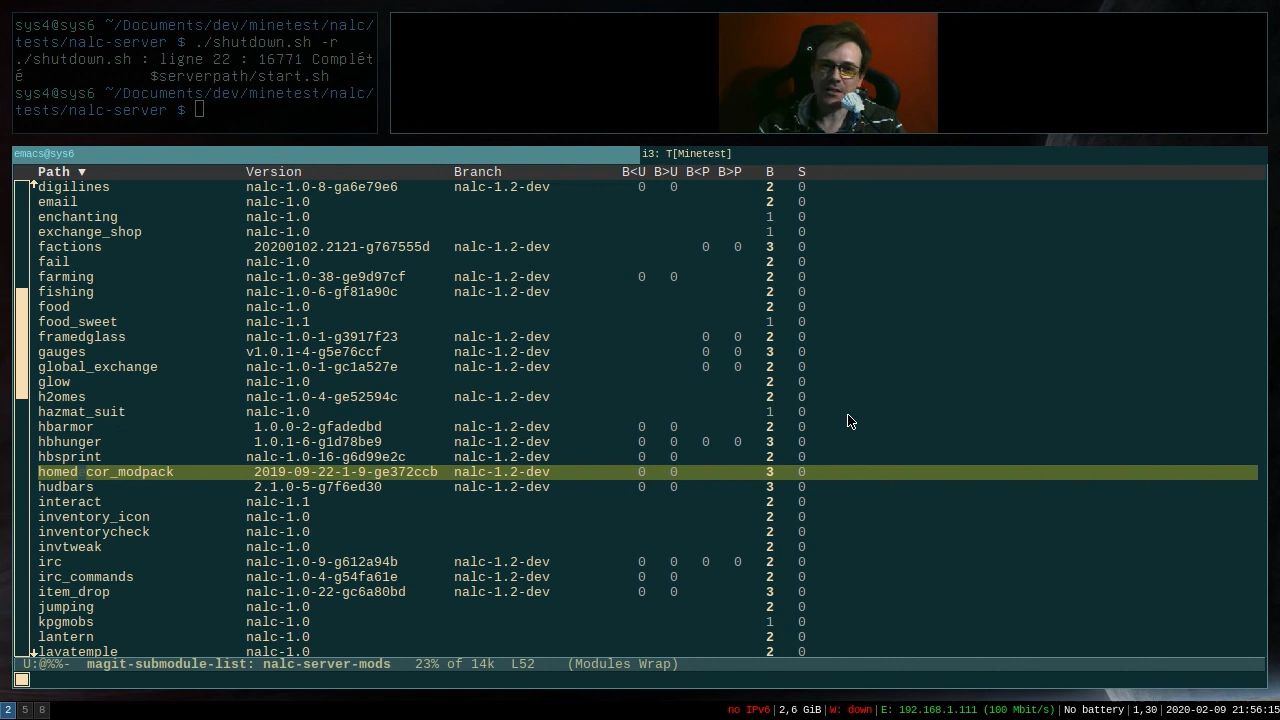 sys4@sys6 ~/Documents/dev/minetest/nalc/
tests/nalc-server $ ./shutdown.sh -r
./shutdown.sh : ligne 22 : 16771 Complét
é $serverpath/start.sh
sys4@sys6 ~/Documents/dev/minetest/nalc/
tests/nalc-server $
emacs@sys6 i3: T[Minetest]
Path ▼ Version Branch B<U B>U B<P B>P B S
digilines nalc-1.0-8-ga6e79e6 nalc-1.2-dev 0 0 2 0
email nalc-1.0 2 0
enchanting nalc-1.0 1 0
exchange_shop nalc-1.0 1 0
factions 20200102.2121-g767555d nalc-1.2-dev 0 0 3 0
fail nalc-1.0 2 0
farming nalc-1.0-38-ge9d97cf nalc-1.2-dev 0 0 2 0
fishing nalc-1.0-6-gf81a90c nalc-1.2-dev 2 0
food nalc-1.0 2 0
food_sweet nalc-1.1 1 0
framedglass nalc-1.0-1-g3917f23 nalc-1.2-dev 0 0 2 0
gauges v1.0.1-4-g5e76ccf nalc-1.2-dev 0 0 3 0
global_exchange nalc-1.0-1-gc1a527e nalc-1.2-dev 0 0 2 0
glow nalc-1.0 2 0
h2omes nalc-1.0-4-ge52594c nalc-1.2-dev 2 0
hazmat_suit nalc-1.0 1 0
hbarmor 1.0.0-2-gfadedbd nalc-1.2-dev 0 0 2 0
hbhunger 1.0.1-6-g1d78be9 nalc-1.2-dev 0 0 0 0 3 0
hbsprint nalc-1.0-16-g6d99e2c nalc-1.2-dev 0 0 2 0
homed cor_modpack 2019-09-22-1-9-ge372ccb nalc-1.2-dev 0 0 3 0
hudbars 2.1.0-5-g7f6ed30 nalc-1.2-dev 0 0 3 0
interact nalc-1.1 2 0
inventory_icon nalc-1.0 2 0
inventorycheck nalc-1.0 2 0
invtweak nalc-1.0 2 0
irc nalc-1.0-9-g612a94b nalc-1.2-dev 0 0 0 0 2 0
irc_commands nalc-1.0-4-g54fa61e nalc-1.2-dev 0 0 2 0
item_drop nalc-1.0-22-gc6a80bd nalc-1.2-dev 0 0 3 0
jumping nalc-1.0 2 0
kpgmobs nalc-1.0 1 0
lantern nalc-1.0 2 0
lavatemple nalc-1.0 2 0
U:@%%- magit-submodule-list: nalc-server-mods 23% of 14k L52 (Modules Wrap)
2 5 8 no IPv6|2,6 GiB|W: down|E: 192.168.1.111 (100 Mbit/s)|No battery|1,30|2020-02-09 21:56:15